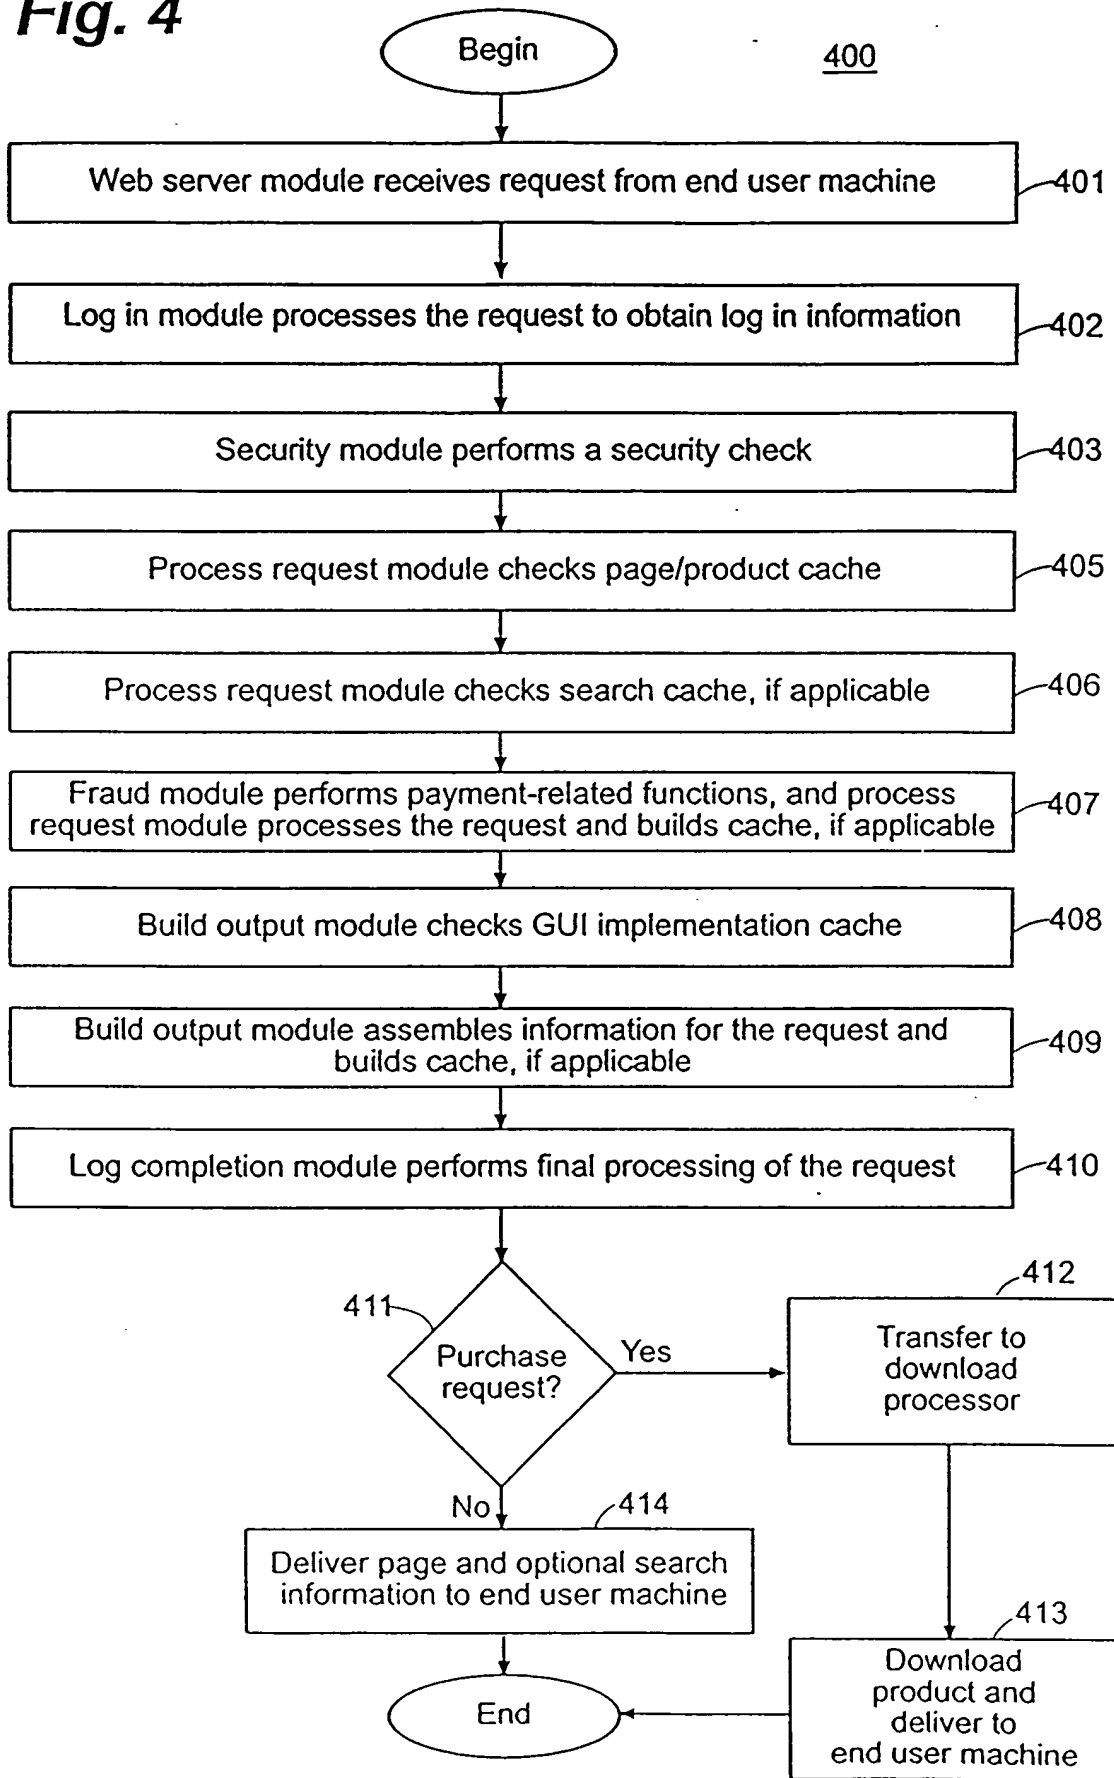 Fig. 4
Begin
400
Web server module receives request from end user machine
401
Log in module processes the request to obtain log in information
402
Security module performs a security check
403
Process request module checks page/product cache
405
Process request module checks search cache, if applicable
406
Fraud module performs payment-related functions, and process
request module processes the request and builds cache, if applicable
407
Build output module checks GUI implementation cache
408
Build output module assembles information for the request and
builds cache, if applicable
409
Log completion module performs final processing of the request
410
411
Purchase
request?
Yes
412
Transfer to
download
processor
No
414
Deliver page and optional search
information to end user machine
413
Download
product and
deliver to
end user machine
End